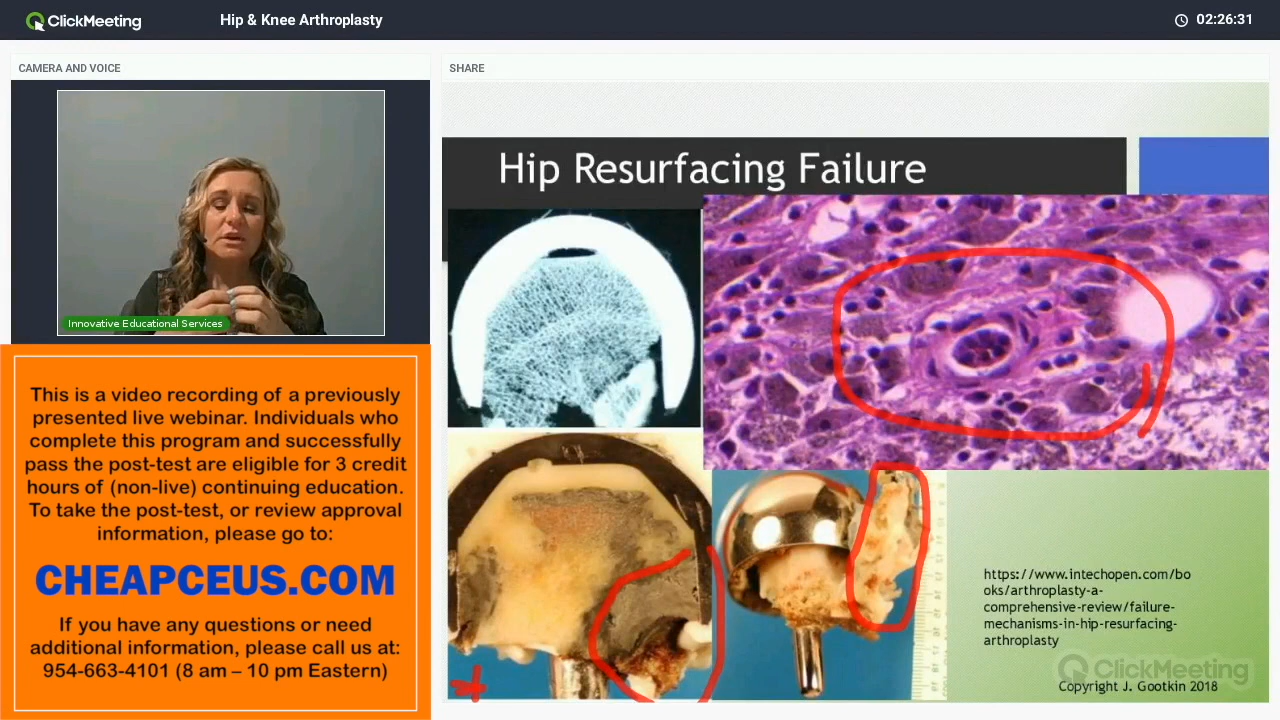 ClickMeeting
Hip & Knee Arthroplasty
02:26:31
CAMERA AND VOICE
SHARE
Innovative Educational Services
This is a video recording of a previously
presented live webinar. Individuals who
complete this program and successfully
pass the post-test are eligible for 3 credit
hours of (non-live) continuing education.
To take the post-test, or review approval
information, please go to:
CHEAPCEUS.COM
If you have any questions or need
additional information, please call us at:
954-663-4101 (8 am – 10 pm Eastern)
Hip Resurfacing Failure
https://www.intechopen.com/bo
oks/arthroplasty-a-
comprehensive-review/failure-
mechanisms-in-hip-resurfacing-
arthroplasty
ClickMeeting
Copyright J. Gootkin 2018